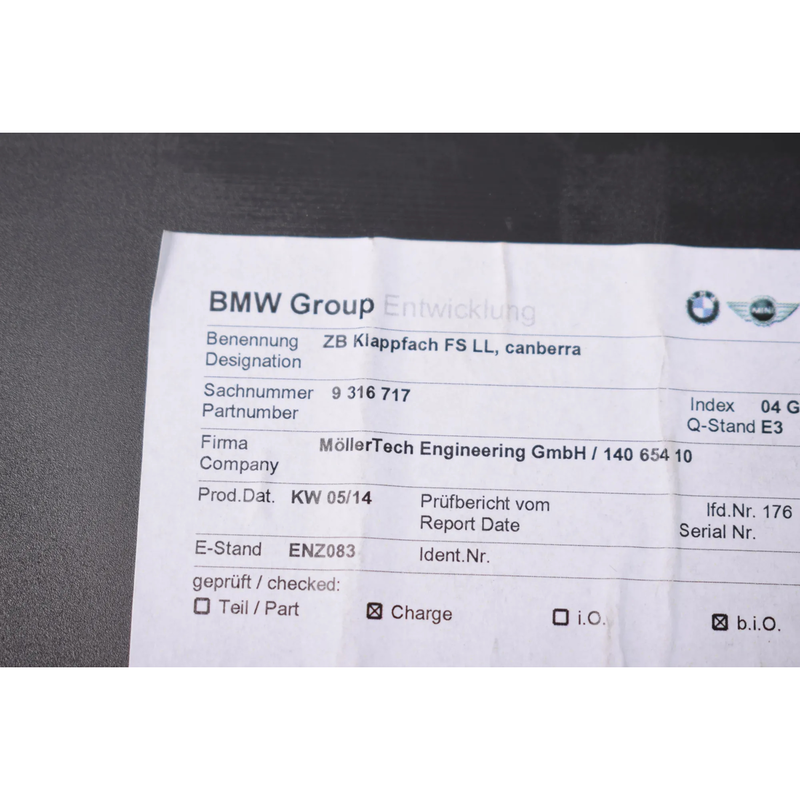 BMW Group Entwicklung
MINI
Benennung ZB Klappfach FS LL, canberra
Designation
Sachnummer 9 316 717
Partnumber
Index 04 G
Q-Stand E3
Firma MöllerTech Engineering GmbH / 140 654 10
Company
Prod.Dat. KW 05/14 Prüfbericht vom lfd.Nr. 176
Report Date Serial Nr.
E-Stand ENZ083 Ident.Nr.
geprüft / checked:
☐ Teil / Part ☒ Charge ☐ i.O. ☒ b.i.O.